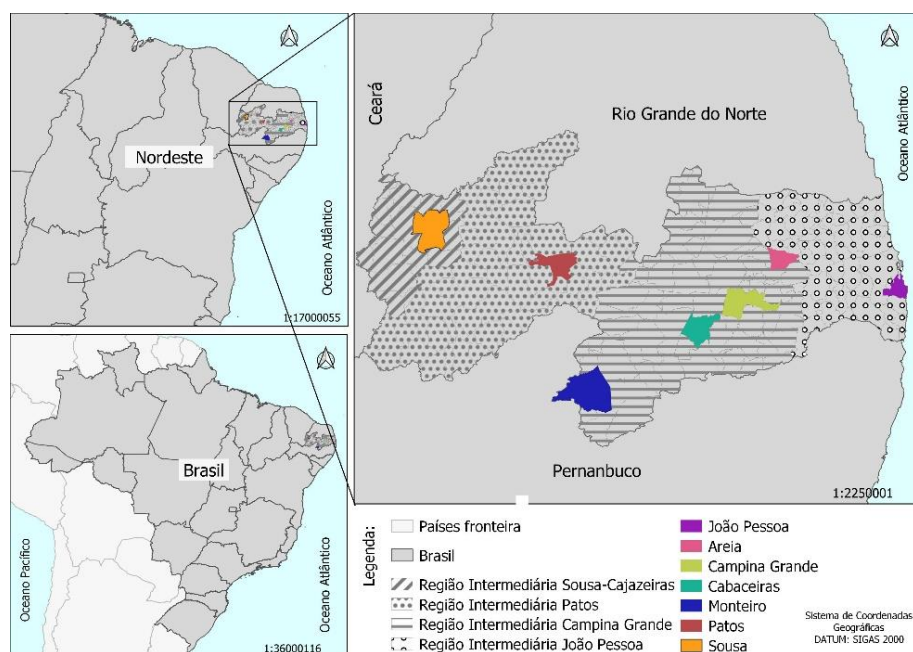 Nordeste
Oceano Atlântico
1:17000055
Brasil
Oceano Pacífico
Oceano Atlântico
1:36000116
Ceará
Rio Grande do Norte
Oceano Atlântico
Pernambuco
1:2250001
Legenda:
Países fronteira
Brasil
Região Intermediária Sousa-Cajazeiras
Região Intermediária Patos
Região Intermediária Campina Grande
Região Intermediária João Pessoa
João Pessoa
Areia
Campina Grande
Cabaceiras
Monteiro
Patos
Sousa
Sistema de Coordenadas
Geográficas
DATUM: SIGAS 2000